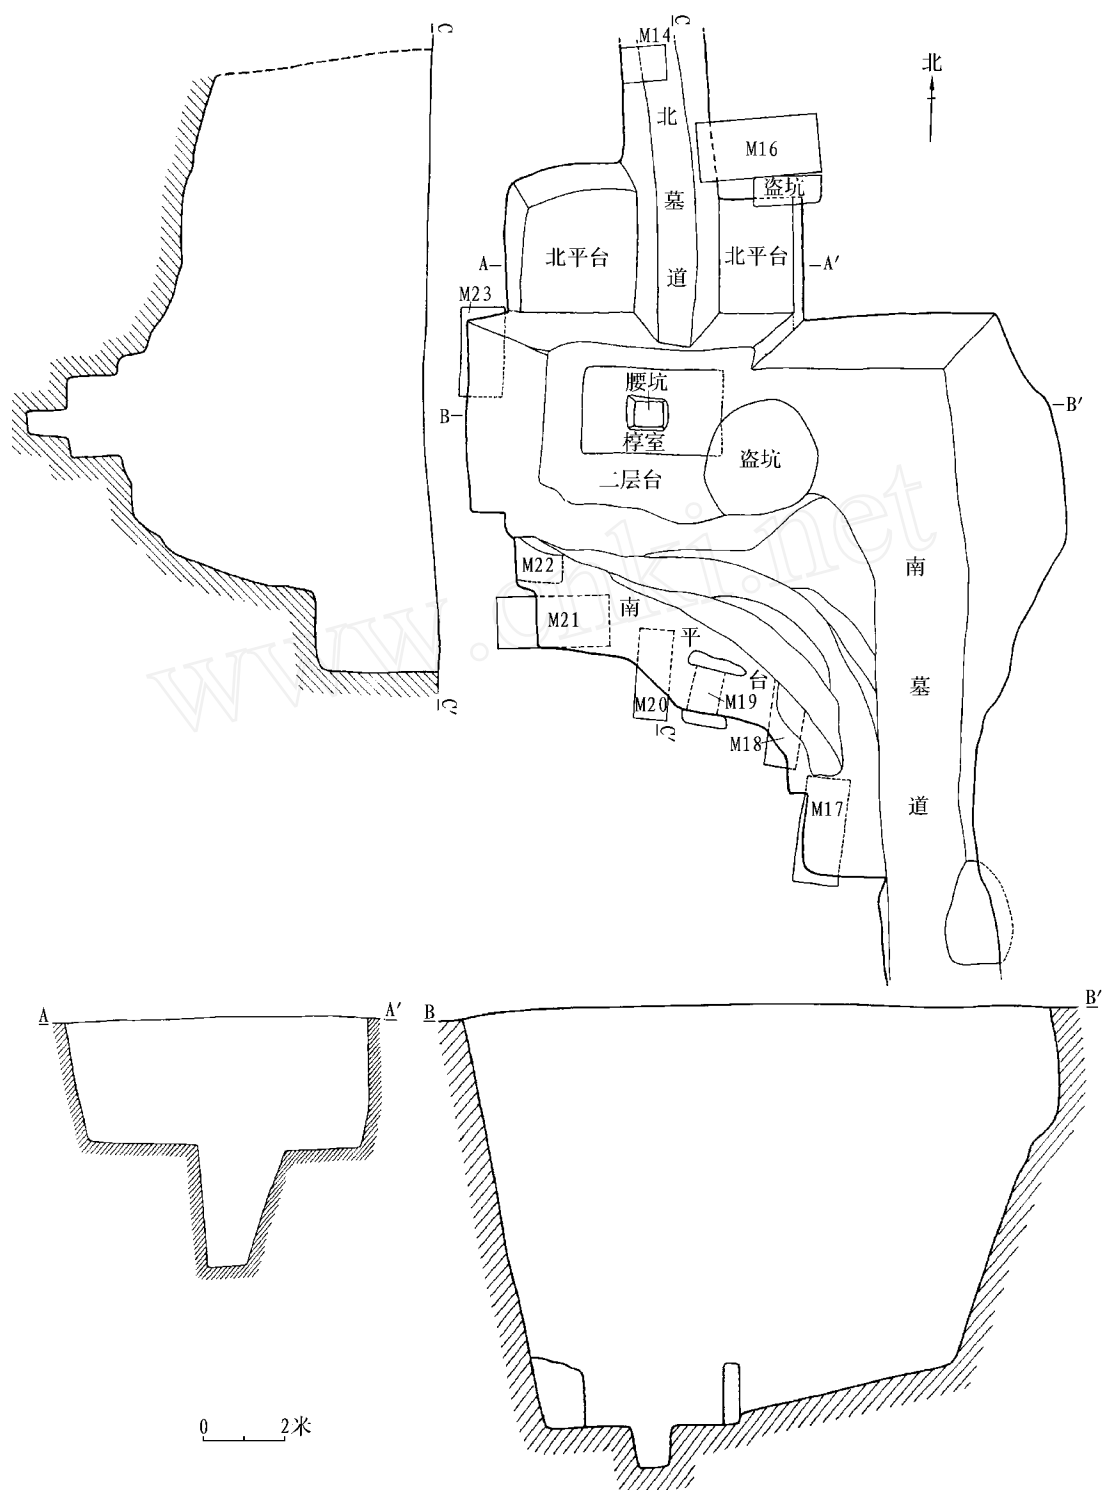 C
C
M14
北
北
M16
盗坑
墓
北平台
北平台
A
A′
道
M23
腰坑
B
B′
椁室
盗坑
二层台
www.cnki.net
M22
南
南
M21
平
台
墓
M19
M20
C′
C′
M18
道
M17
A
A′
B
B′
0
2米